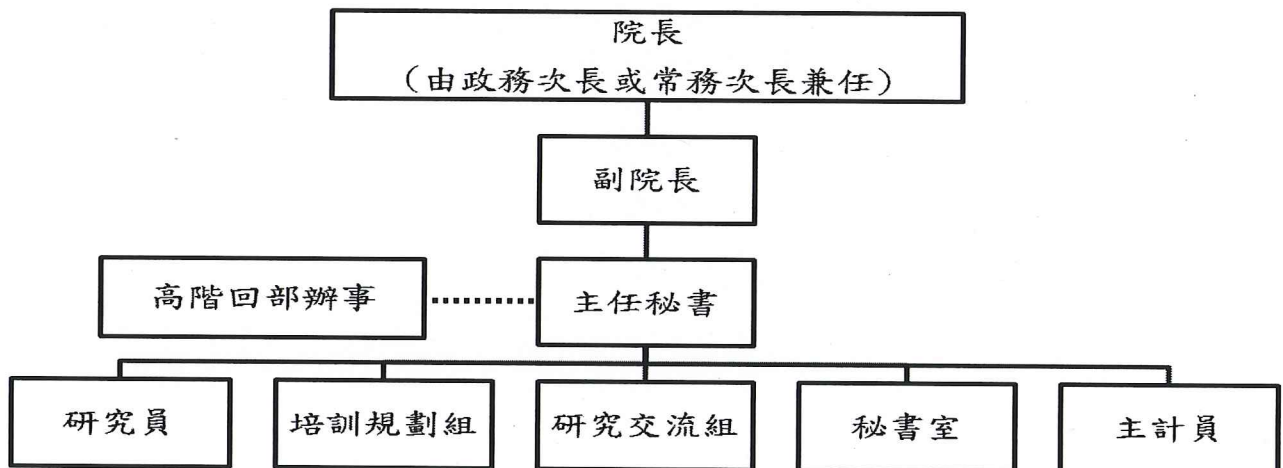 院長
（由政務次長或常務次長兼任）
副院長
高階回部辦事
主任秘書
研究員
培訓規劃組
研究交流組
秘書室
主計員